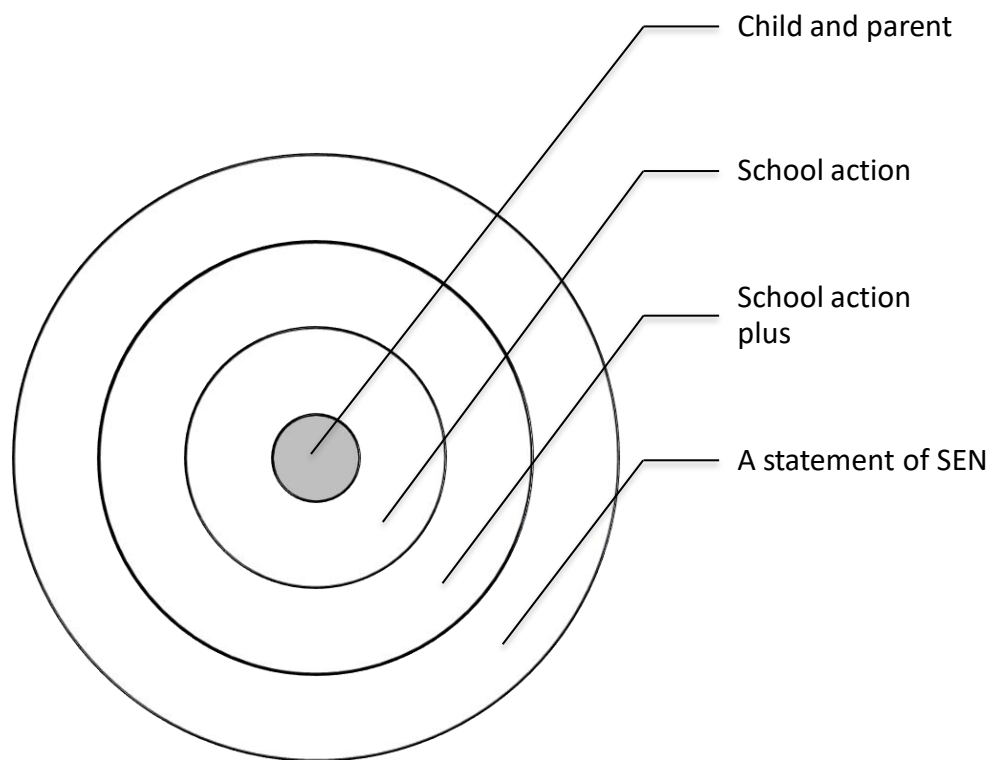 Child and parent
School action
School action
plus
A statement of SEN